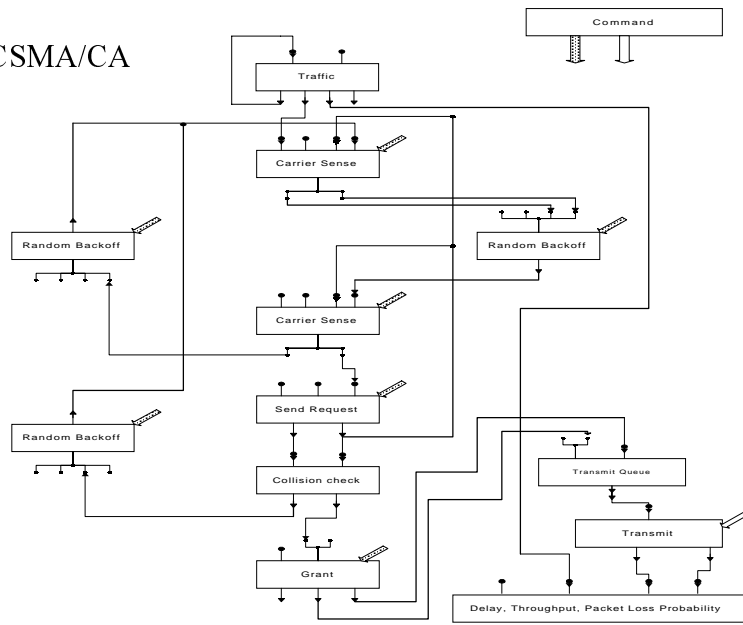 CSMA/CA
Command
Traffic
Carrier Sense
Random Backoff
Random Backoff
Carrier Sense
Send Request
Random Backoff
Collision check
Transmit Queue
Transmit
Grant
Delay, Throughput, Packet Loss Probability